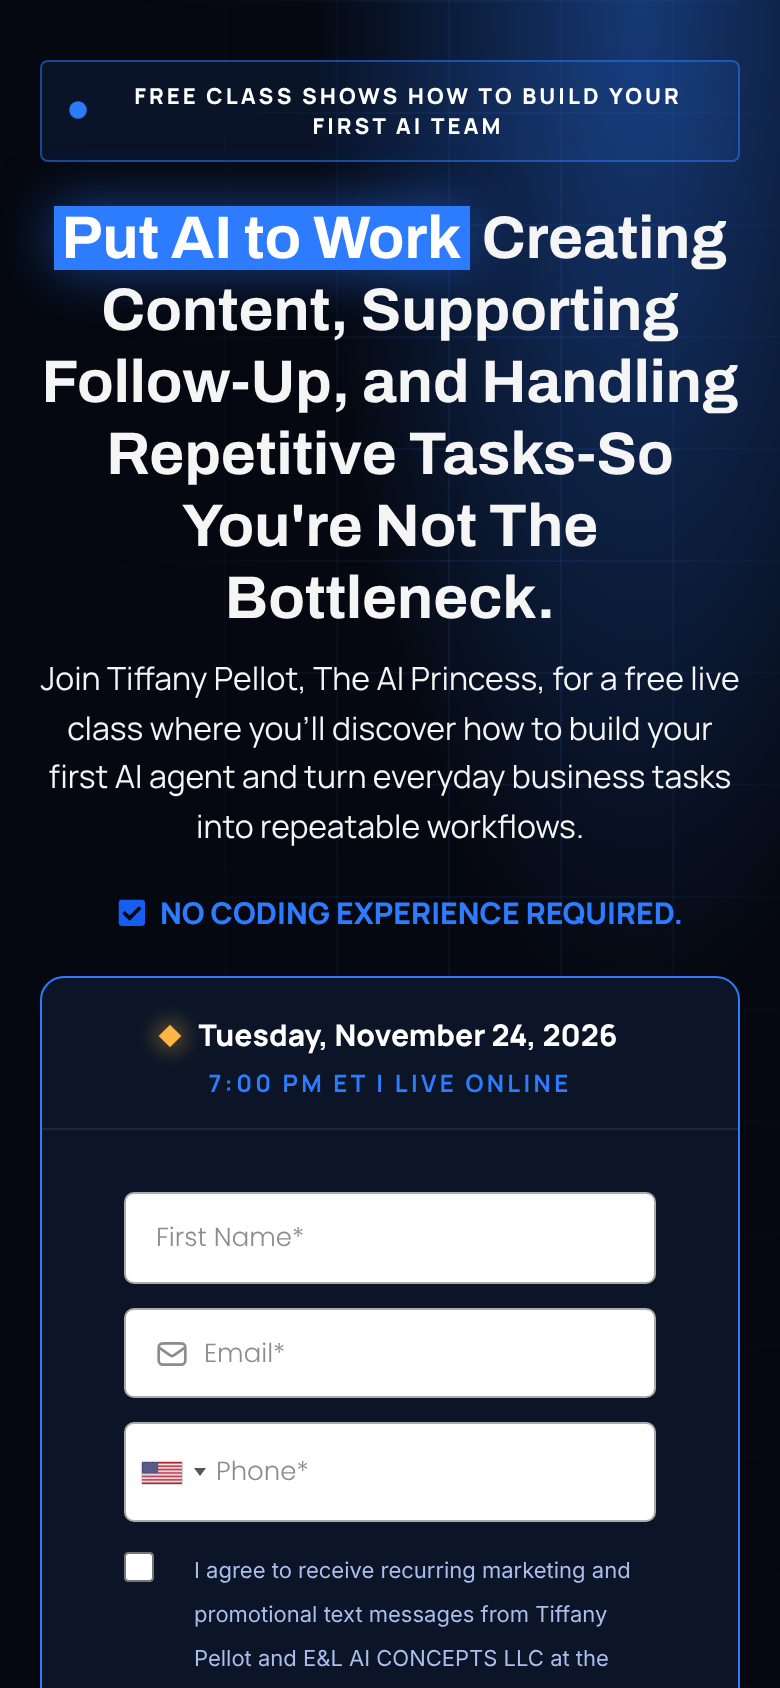 FREE CLASS SHOWS HOW TO BUILD YOUR
FIRST AI TEAM
Put AI to Work Creating
Content, Supporting
Follow-Up, and Handling
Repetitive Tasks-So
You're Not The
Bottleneck.
Join Tiffany Pellot, The AI Princess, for a free live
class where you'll discover how to build your
first AI agent and turn everyday business tasks
into repeatable workflows.
NO CODING EXPERIENCE REQUIRED.
Tuesday, November 24, 2026
7:00 PM ET I LIVE ONLINE
First Name*
Email*
Phone*
I agree to receive recurring marketing and
promotional text messages from Tiffany
Pellot and E&L AI CONCEPTS LLC at the